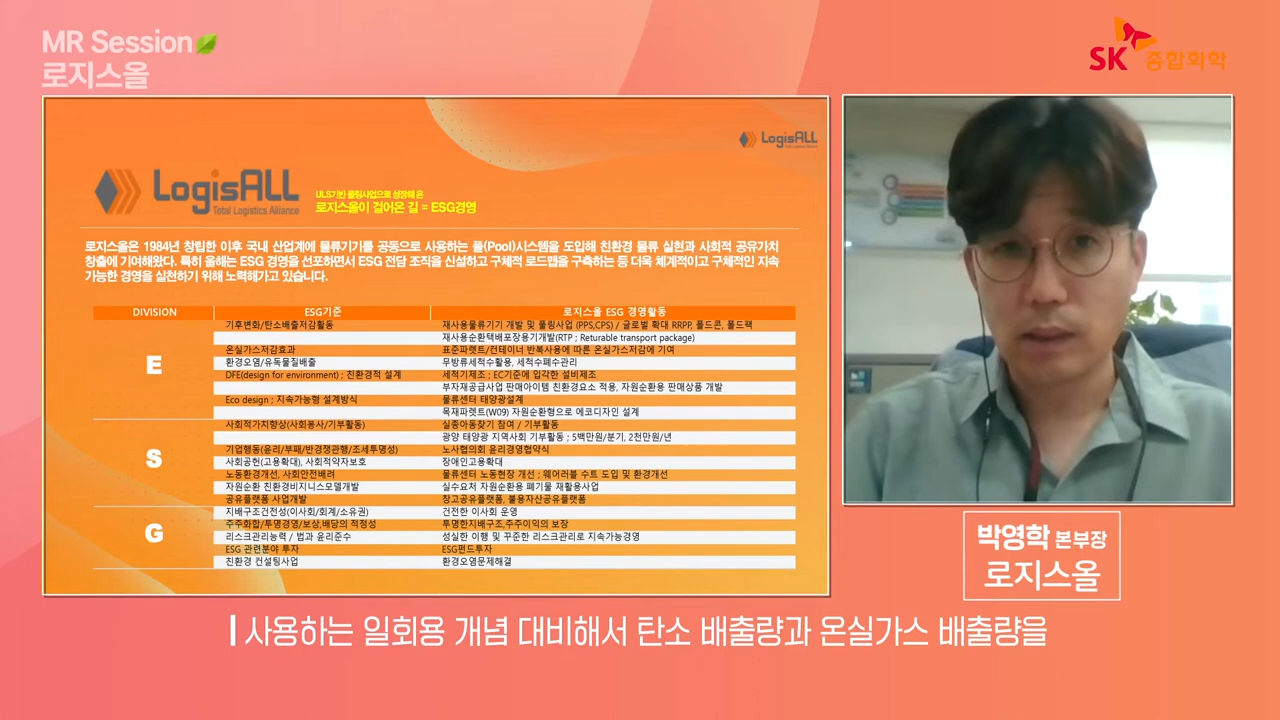 MR Session
로지스올
SK 종합화학
LogisALL
Total Logistics Alliance
LogisALL
Total Logistics Alliance
ULS기반 풀링사업으로 성장해 온
로지스올이 걸어온 길 = ESG경영
로지스올은 1984년 창립한 이후 국내 산업계에 물류기기를 공동으로 사용하는 풀(Pool)시스템을 도입해 친환경 물류 실현과 사회적 공유가치
창출에 기여해왔다. 특히 올해는 ESG 경영을 선포하면서 ESG 전담 조직을 신설하고 구체적 로드맵을 구축하는 등 더욱 체계적이고 구체적인 지속
가능한 경영을 실천하기 위해 노력해가고 있습니다.
DIVISION ESG기준 로지스올 ESG 경영활동
E
기후변화/탄소배출저감활동 재사용물류기기 개발 및 풀링사업 (PPS,CPS) / 글로벌 확대 RRPP, 폴드콘, 폴드팩
재사용순환택배포장용기개발(RTP ; Returable transport package)
온실가스저감효과 표준파렛트/컨테이너 반복사용에 따른 온실가스저감에 기여
환경오염/유독물질배출 무방류세척수활용, 세척수폐수관리
DFE(design for environment) ; 친환경적 설계 세척기제조 ; EC기준에 입각한 설비제조
부자재공급사업 판매아이템 친환경요소 적용, 자원순환용 판매상품 개발
Eco design ; 지속가능형 설계방식 물류센터 태양광설계
목재파렛트(W09) 자원순환형으로 에코디자인 설계
S
사회적가치향상(사회봉사/기부활동) 실종아동찾기 참여 / 기부활동
광양 태양광 지역사회 기부활동 ; 5백만원/분기, 2천만원/년
기업행동(윤리/부패/반경쟁관행/조세투명성) 노사협의회 윤리경영협약식
사회공헌(고용확대), 사회적약자보호 장애인고용확대
노동환경개선, 사회안전배려 물류센터 노동현장 개선 ; 웨어러블 수트 도입 및 환경개선
자원순환 친환경비지니스모델개발 실수요처 자원순환용 폐기물 재활용사업
공유플랫폼 사업개발 창고공유플랫폼, 불용자산공유플랫폼
G
지배구조건전성(이사회/회계/소유권) 건전한 이사회 운영
주주화합/투명경영/보상,배당의 적정성 투명한지배구조,주주이익의 보장
리스크관리능력 / 법과 윤리준수 성실한 이행 및 꾸준한 리스크관리로 지속가능경영
ESG 관련분야 투자 ESG펀드투자
친환경 컨설팅사업 환경오염문제해결
박영학 본부장
로지스올
사용하는 일회용 개념 대비해서 탄소 배출량과 온실가스 배출량을